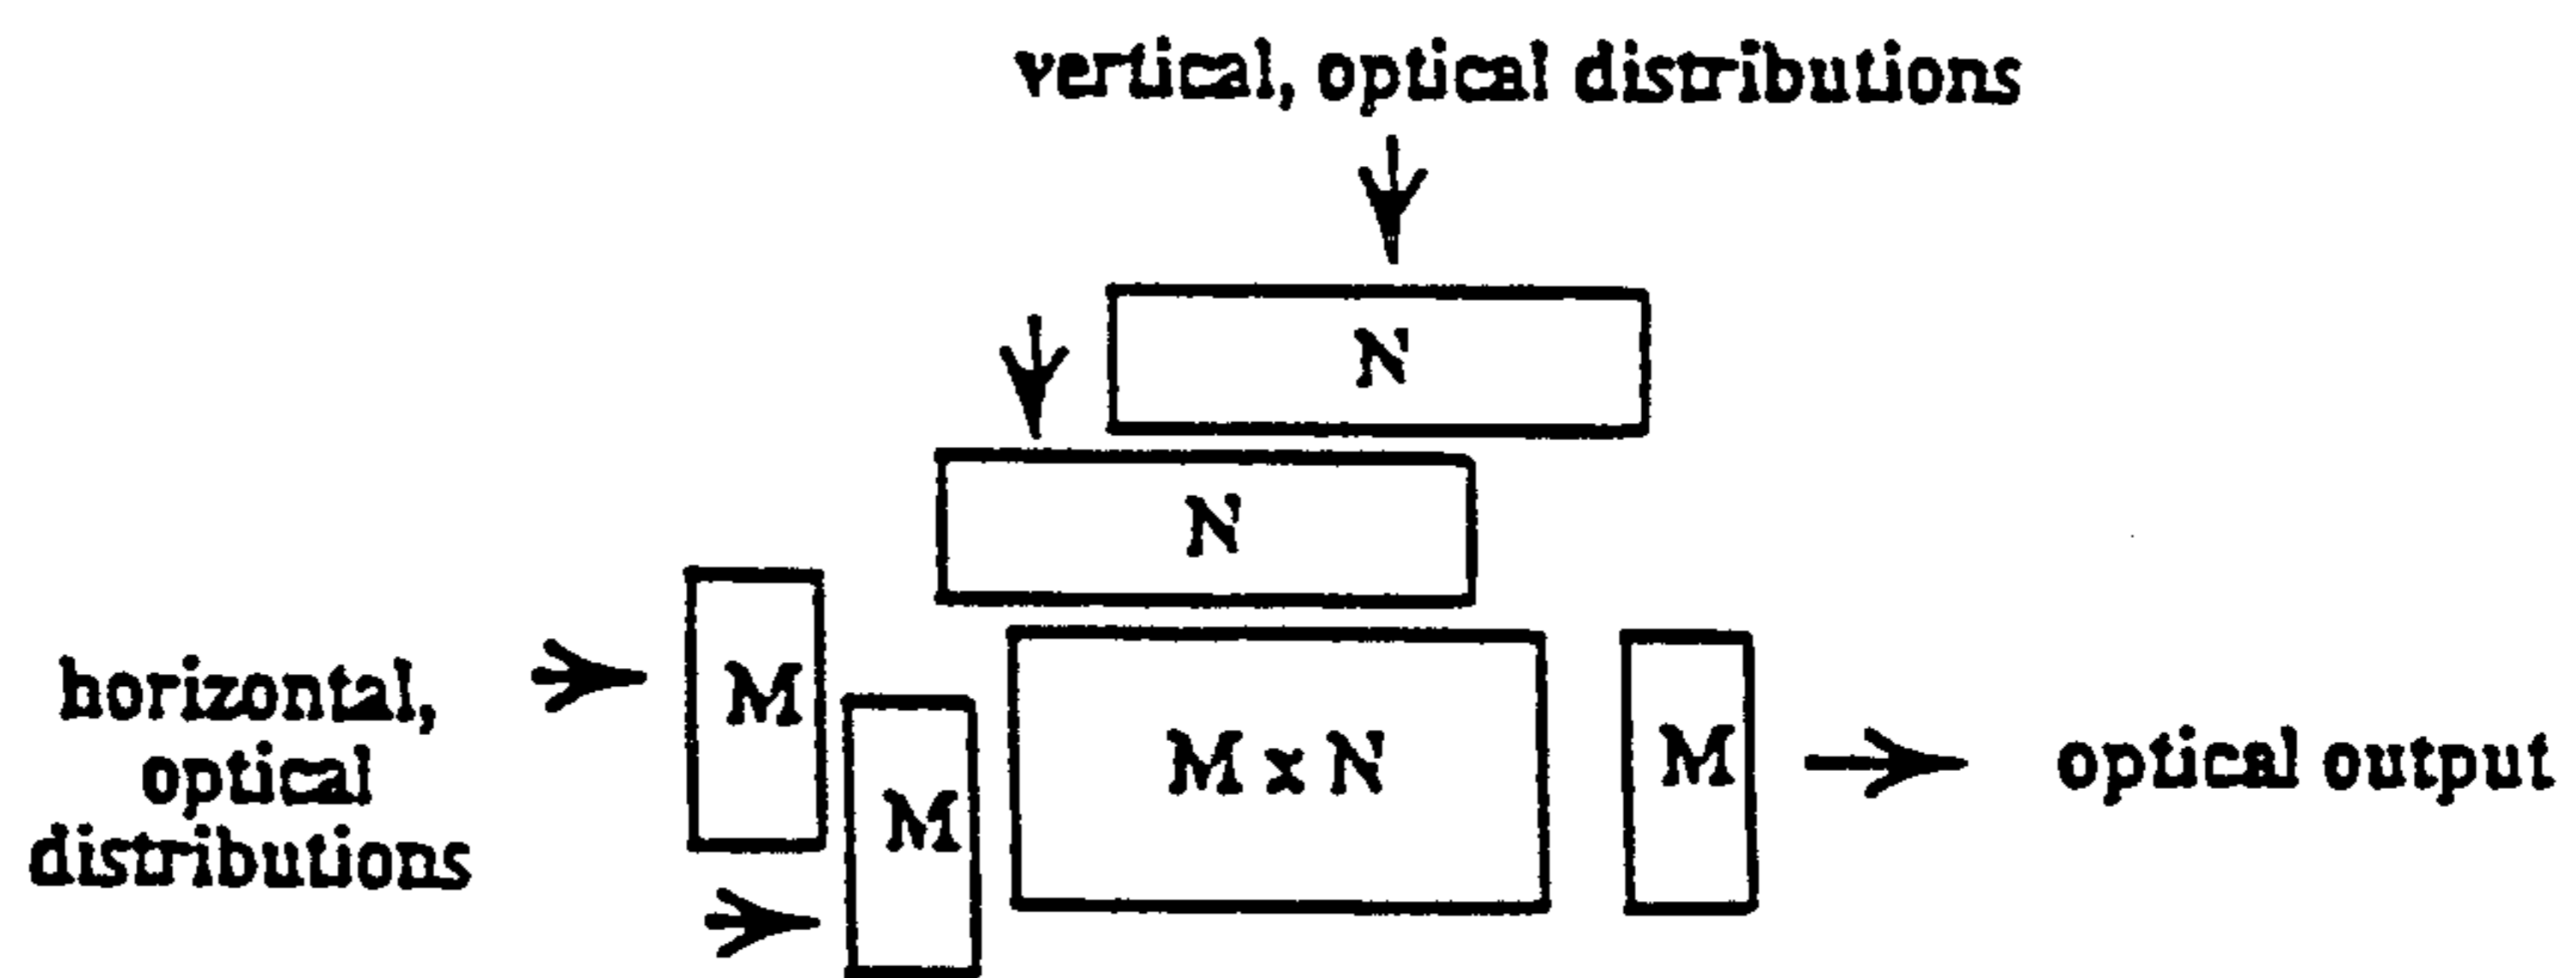 vertical, optical distributions
N
N
M
horizontal,
optical
distributions
M
M x N
M
optical output